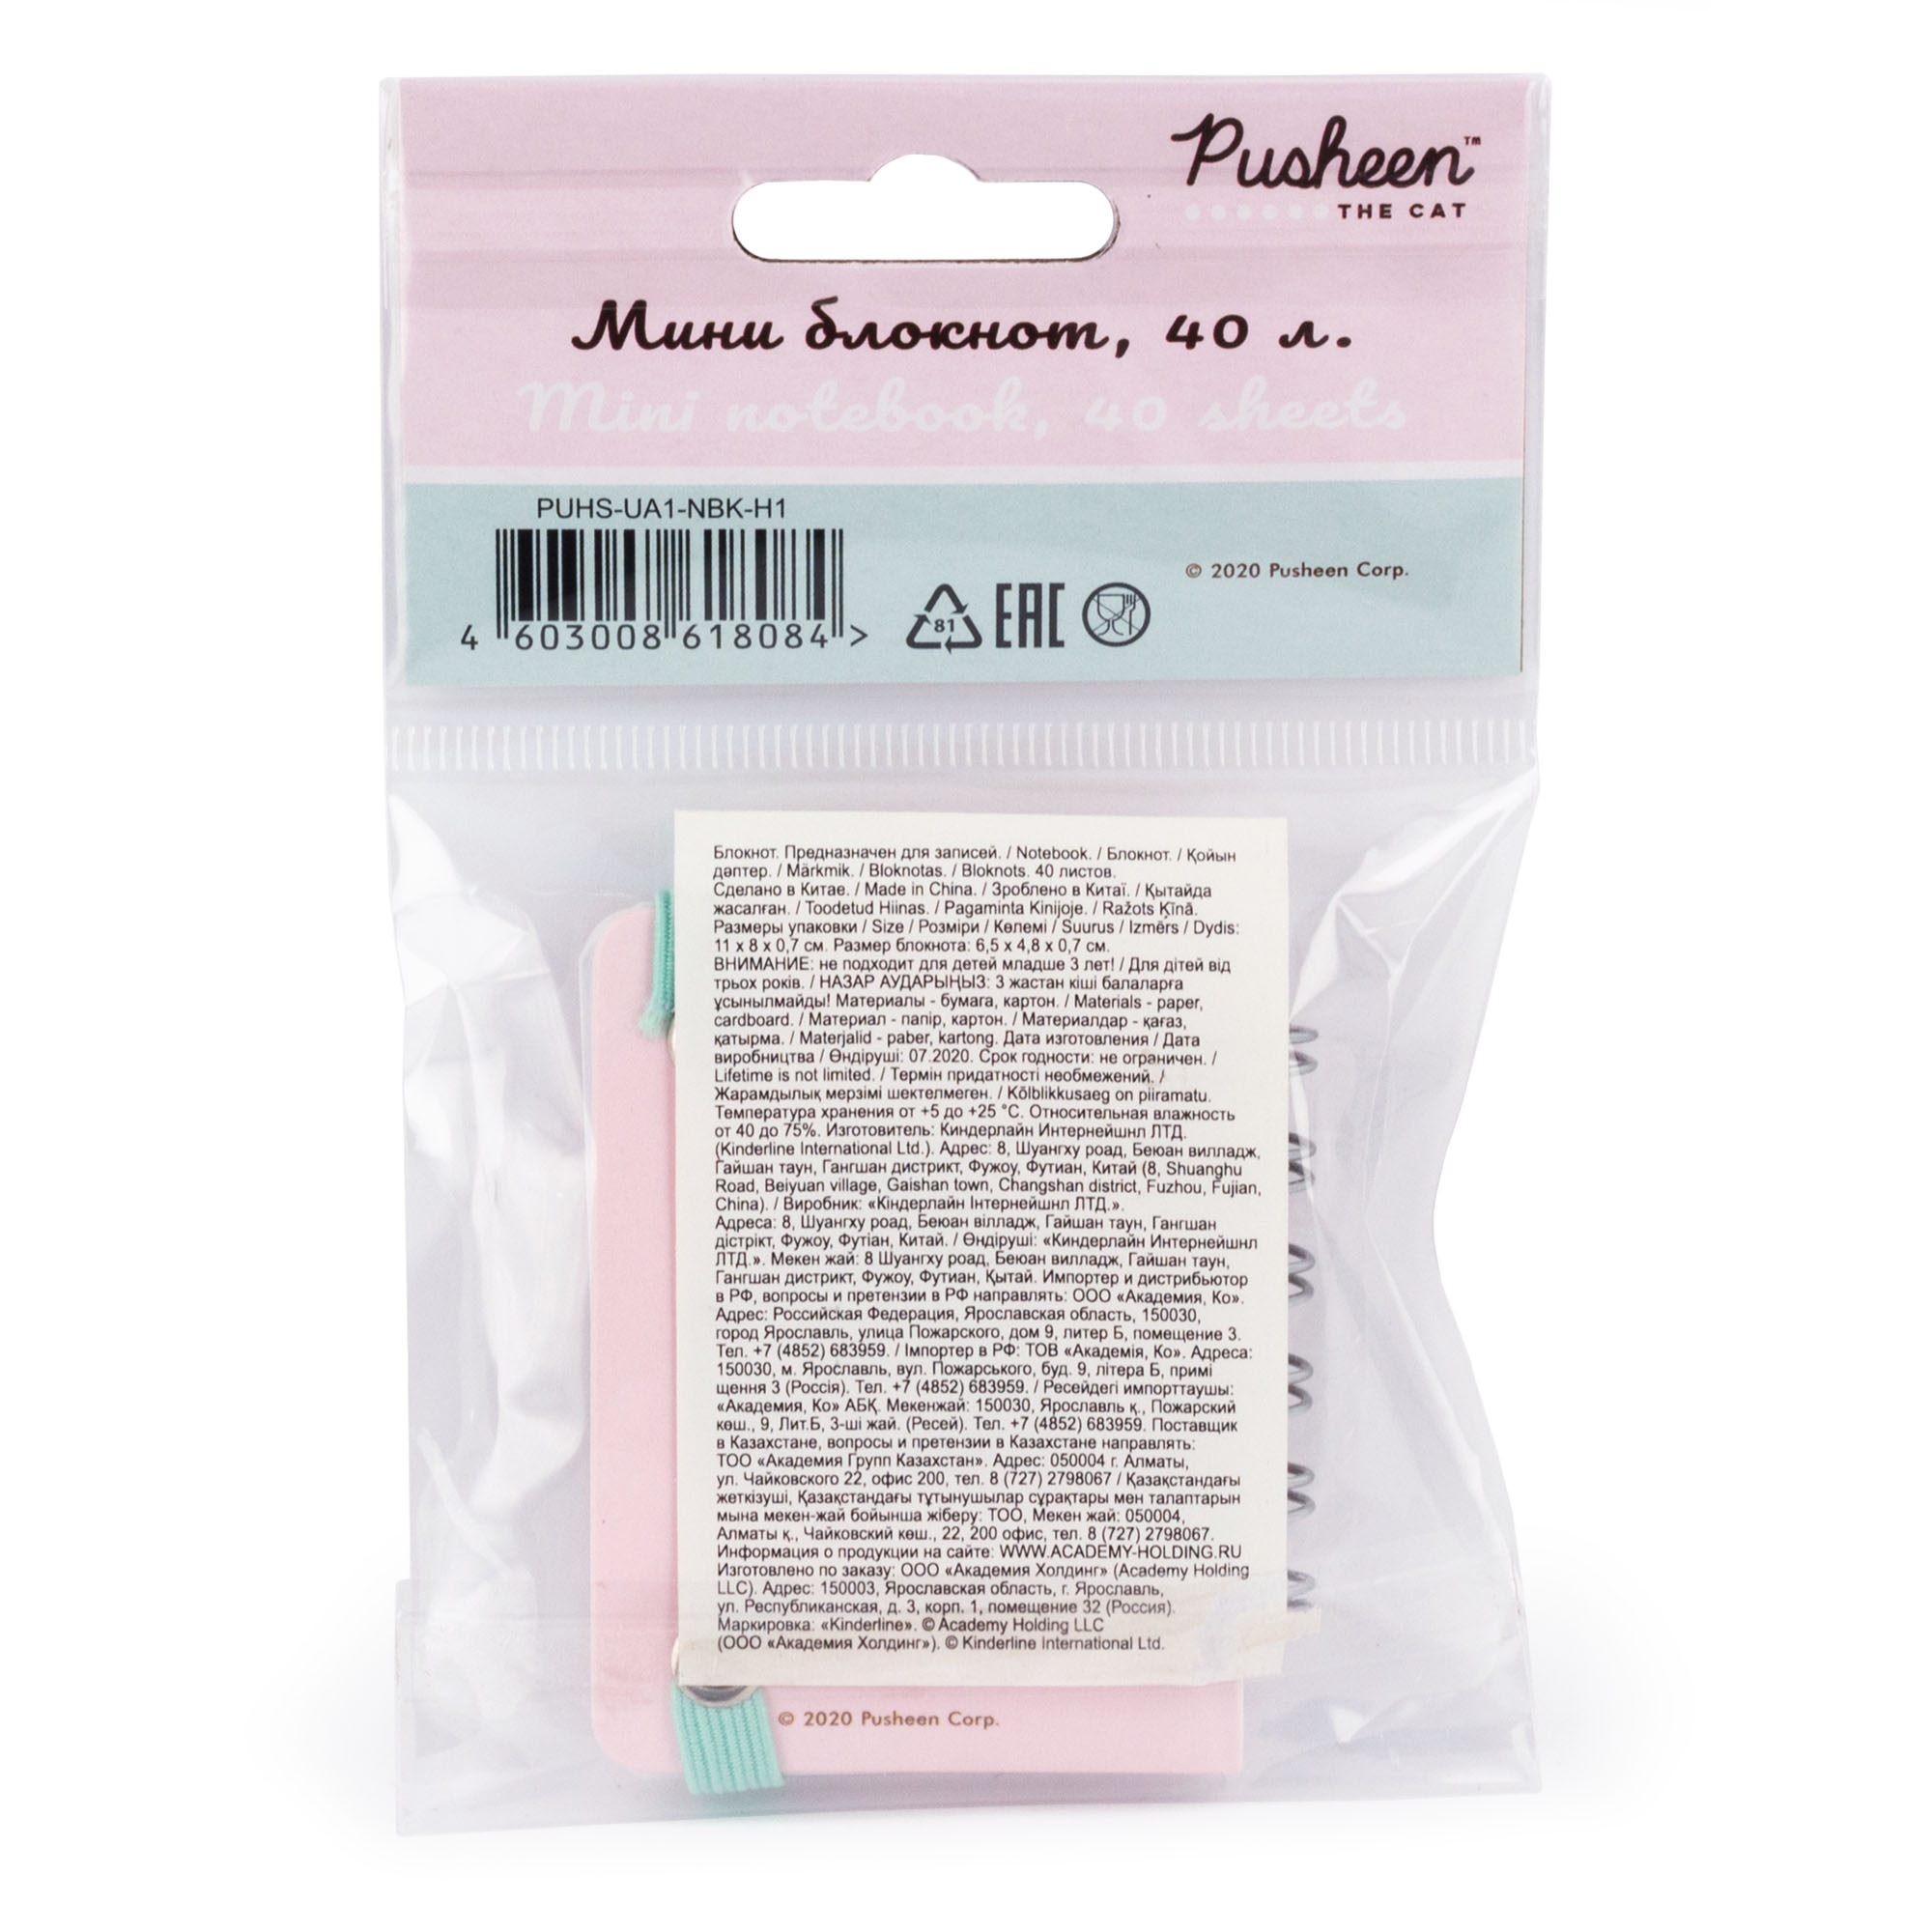 Pusheen™
THE CAT
Мини блокнот, 40 л.
Mini notebook, 40 sheets
PUHS-UA1-NBK-H1
4 603008 618084 >
81
EAC
© 2020 Pusheen Corp.
Блокнот. Предназначен для записей. / Notebook. / Блокнот. / Қойын
дәптер. / Märkmik. / Bloknotas. / Bloknots. 40 листов.
Сделано в Китае. / Made in China. / Зроблено в Китаї. / Қытайда
жасалған. / Toodetud Hiinas. / Pagaminta Kinijoje. / Ražots Ķīnā.
Размеры упаковки / Size / Розміри / Көлемі / Suurus / Izmērs / Dydis:
11 x 8 x 0,7 см. Размер блокнота: 6,5 x 4,8 x 0,7 см.
ВНИМАНИЕ: не подходит для детей младше 3 лет! / Для дітей від
трьох років. / НАЗАР АУДАРЫҢЫЗ: 3 жастан кіші балаларға
ұсынылмайды! Материалы - бумага, картон. / Materials - paper,
cardboard. / Материал - папір, картон. / Материалдар - қағаз,
қатырма. / Materjalid - paber, kartong. Дата изготовления / Дата
виробництва / Өндіруші: 07.2020. Срок годности: не ограничен. /
Lifetime is not limited. / Термін придатності необмежений. /
Жарамдылық мерзімі шектелмеген. / Kõlblikkusaeg on piiramatu.
Температура хранения от +5 до +25 °С. Относительная влажность
от 40 до 75%. Изготовитель: Киндерлайн Интернейшнл ЛТД.
(Kinderline International Ltd.). Адрес: 8, Шуангху роад, Беюан вилладж,
Гайшан таун, Гангшан дистрикт, Фужоу, Футиан, Китай (8, Shuanghu
Road, Beiyuan village, Gaishan town, Changshan district, Fuzhou, Fujian,
China). / Виробник: «Кіндерлайн Інтернейшнл ЛТД.».
Адреса: 8, Шуангху роад, Беюан вілладж, Гайшан таун, Гангшан
дістрікт, Фужоу, Футіан, Китай. / Өндіруші: «Киндерлайн Интернейшнл
ЛТД.». Мекен жай: 8 Шуангху роад, Беюан вилладж, Гайшан таун,
Гангшан дистрикт, Фужоу, Футиан, Қытай. Импортер и дистрибьютор
в РФ, вопросы и претензии в РФ направлять: ООО «Академия, Ко».
Адрес: Российская Федерация, Ярославская область, 150030,
город Ярославль, улица Пожарского, дом 9, литер Б, помещение 3.
Тел. +7 (4852) 683959. / Імпортер в РФ: ТОВ «Академія, Ко». Адреса:
150030, м. Ярославль, вул. Пожарського, буд. 9, літера Б, примі
щення 3 (Россія). Тел. +7 (4852) 683959. / Ресейдегі импорттаушы:
«Академия, Ко» АБҚ. Мекенжай: 150030, Ярославль қ., Пожарский
көш., 9, Лит.Б, 3-ші жай. (Ресей). Тел. +7 (4852) 683959. Поставщик
в Казахстане, вопросы и претензии в Казахстане направлять:
ТОО «Академия Групп Казахстан». Адрес: 050004 г. Алматы,
ул. Чайковского 22, офис 200, тел. 8 (727) 2798067 / Қазақстандағы
жеткізуші, Қазақстандағы тұтынушылар сұрақтары мен талаптарын
мына мекен-жай бойынша жіберу: ТОО, Мекен жай: 050004,
Алматы қ., Чайковский көш., 22, 200 офис, тел. 8 (727) 2798067.
Информация о продукции на сайте: WWW.ACADEMY-HOLDING.RU
Изготовлено по заказу: ООО «Академия Холдинг» (Academy Holding
LLC). Адрес: 150003, Ярославская область, г. Ярославль,
ул. Республиканская, д. 3, корп. 1, помещение 32 (Россия).
Маркировка: «Kinderline». © Academy Holding LLC
(ООО «Академия Холдинг»). © Kinderline International Ltd.
© 2020 Pusheen Corp.